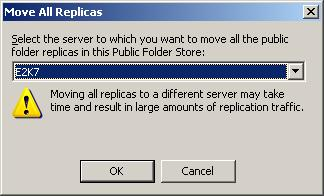 Move All Replicas
Select the server to which you want to move all the public
folder replicas in this Public Folder Store:
E2K7
Moving all replicas to a different server may take
time and result in large amounts of replication traffic.
OK
Cancel